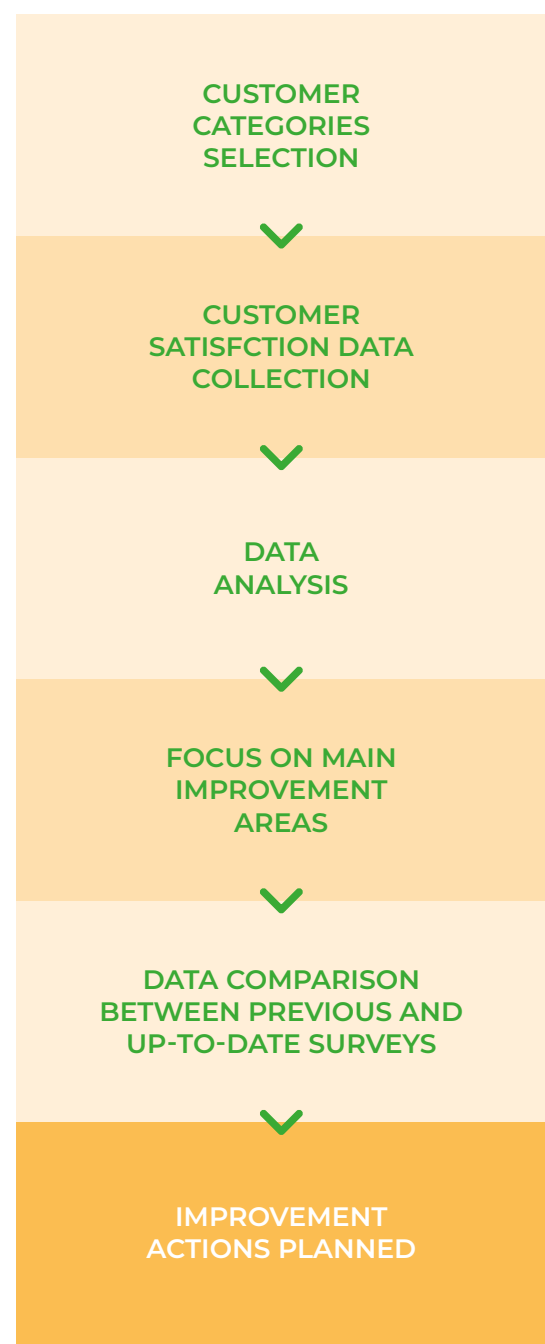 CUSTOMER
CATEGORIES
SELECTION
CUSTOMER
SATISFCTION DATA
COLLECTION
DATA
ANALYSIS
FOCUS ON MAIN
IMPROVEMENT
AREAS
DATA COMPARISON
BETWEEN PREVIOUS AND
UP-TO-DATE SURVEYS
IMPROVEMENT
ACTIONS PLANNED